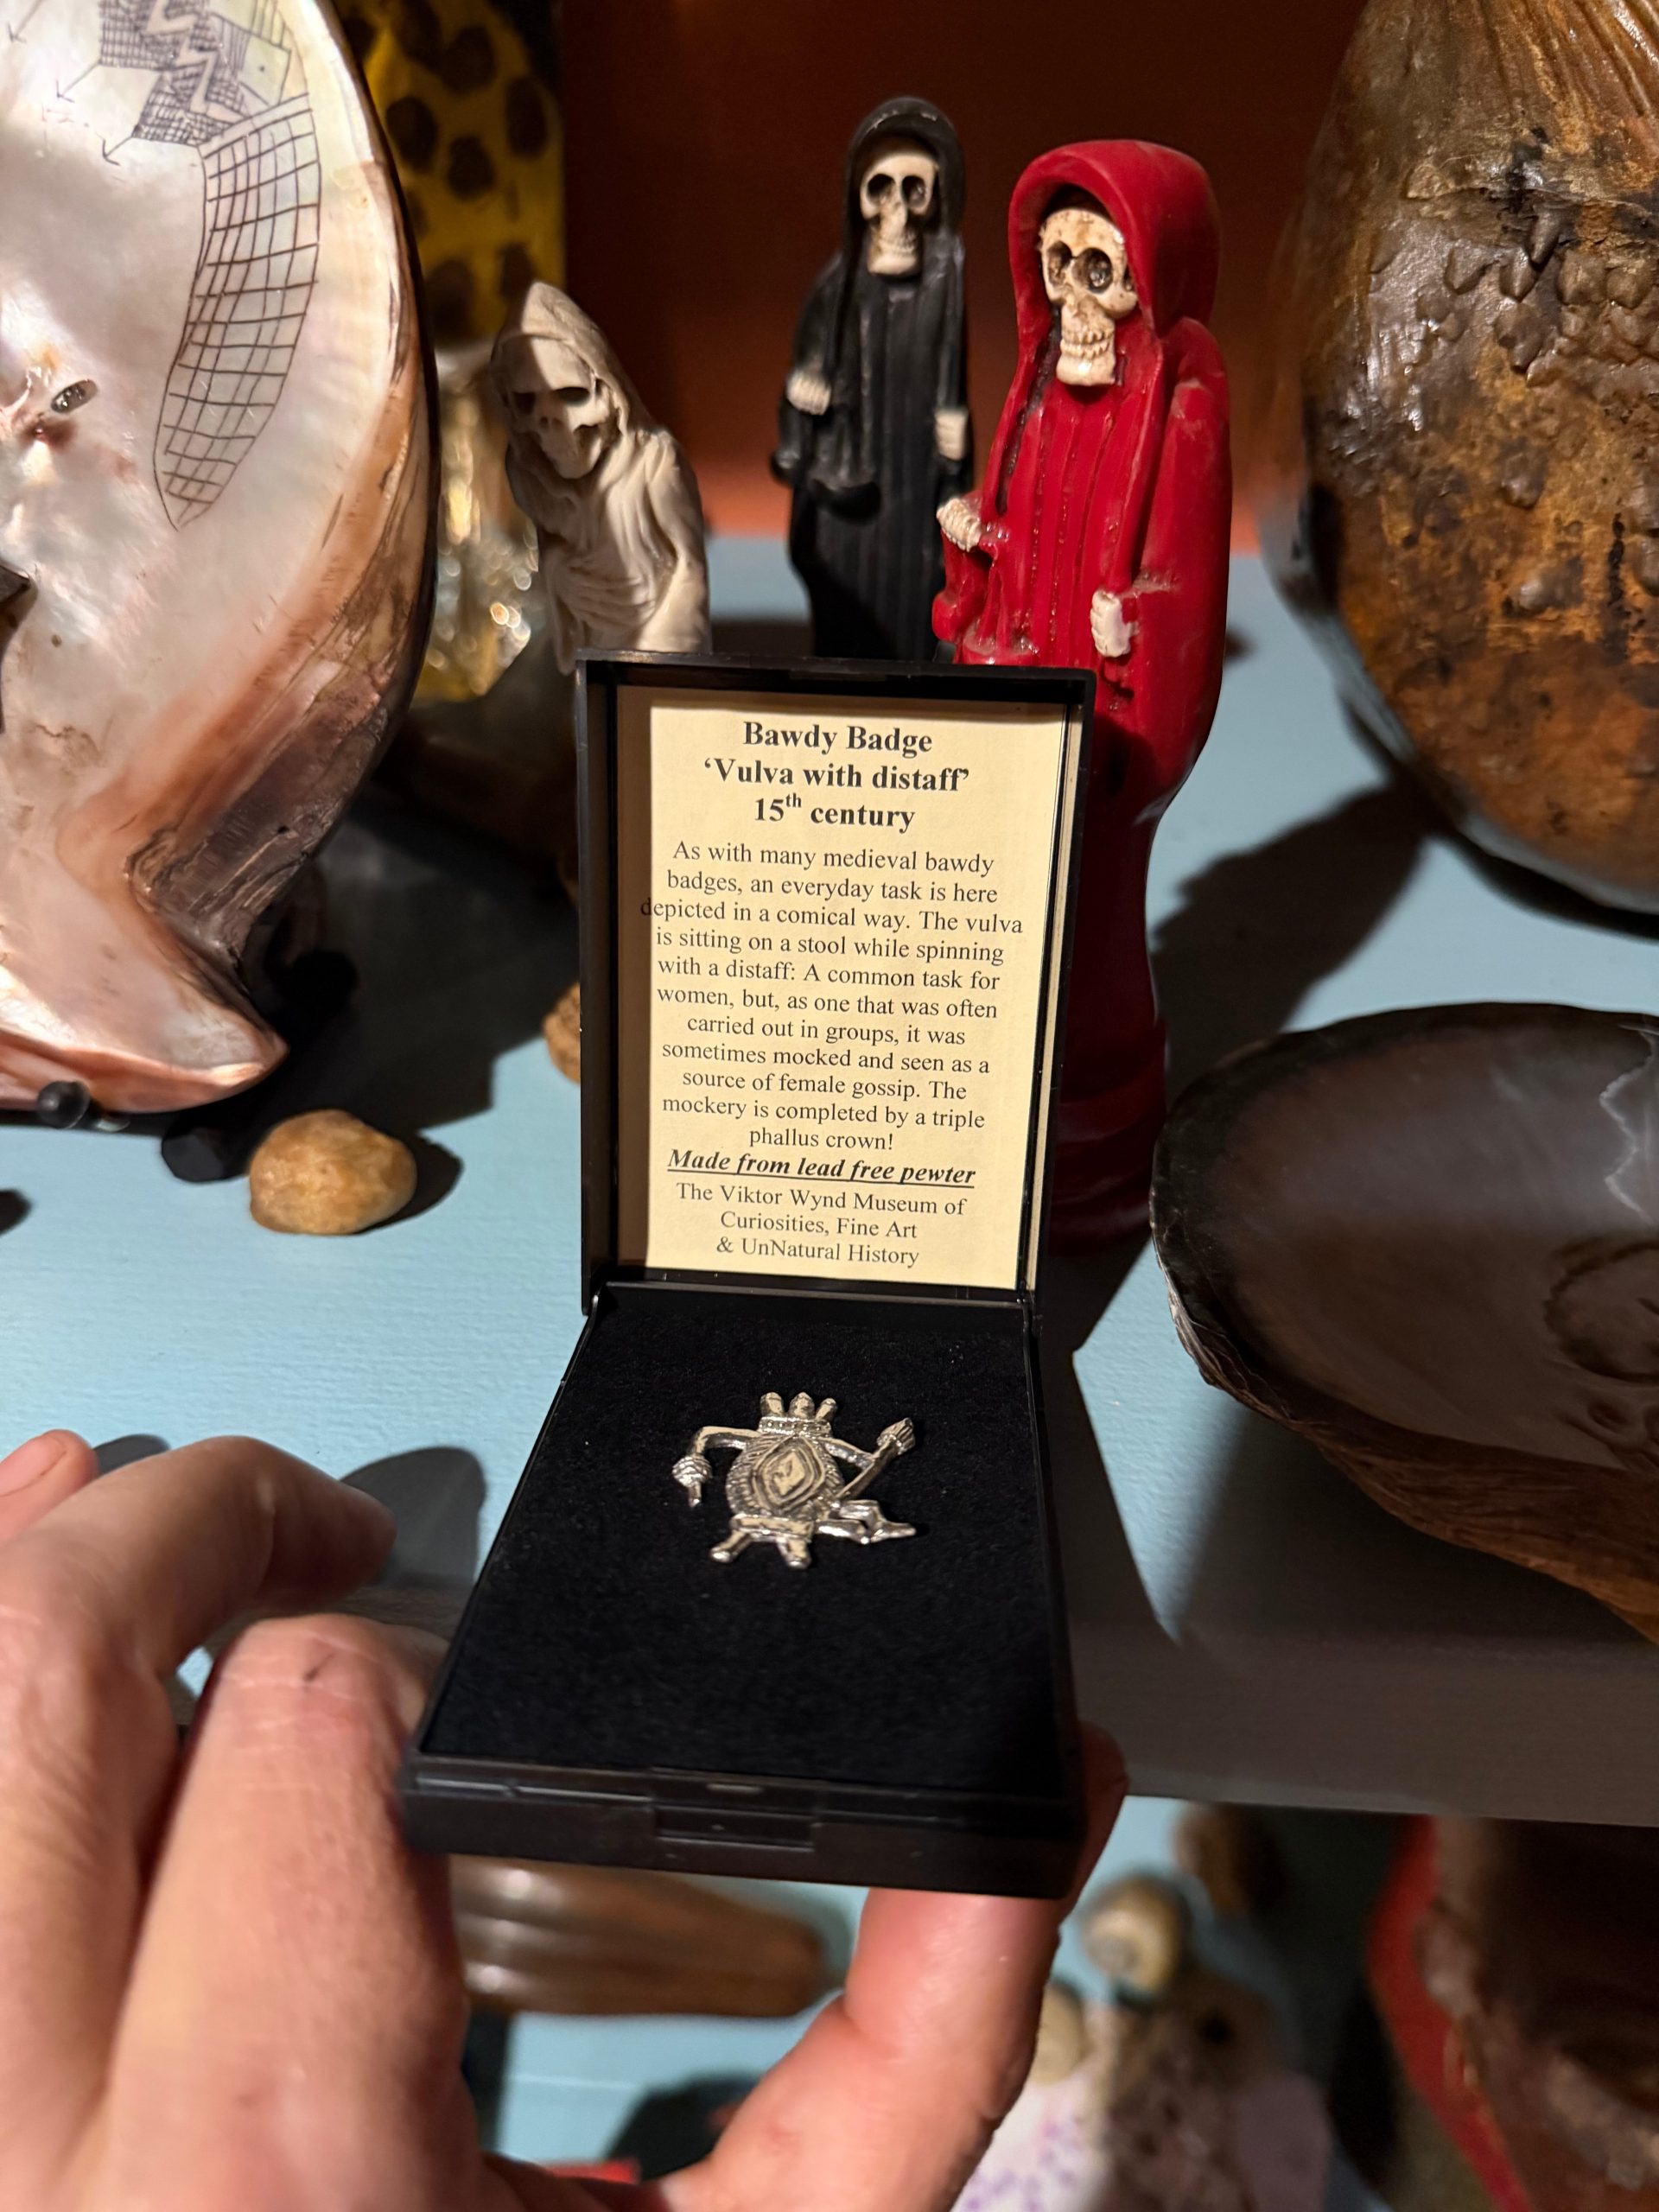 Bawdy Badge
‘Vulva with distaff’
15th century
As with many medieval bawdy
badges, an everyday task is here
depicted in a comical way. The vulva
is sitting on a stool while spinning
with a distaff: A common task for
women, but, as one that was often
carried out in groups, it was
sometimes mocked and seen as a
source of female gossip. The
mockery is completed by a triple
phallus crown!
Made from lead free pewter
The Viktor Wynd Museum of
Curiosities, Fine Art
& UnNatural History